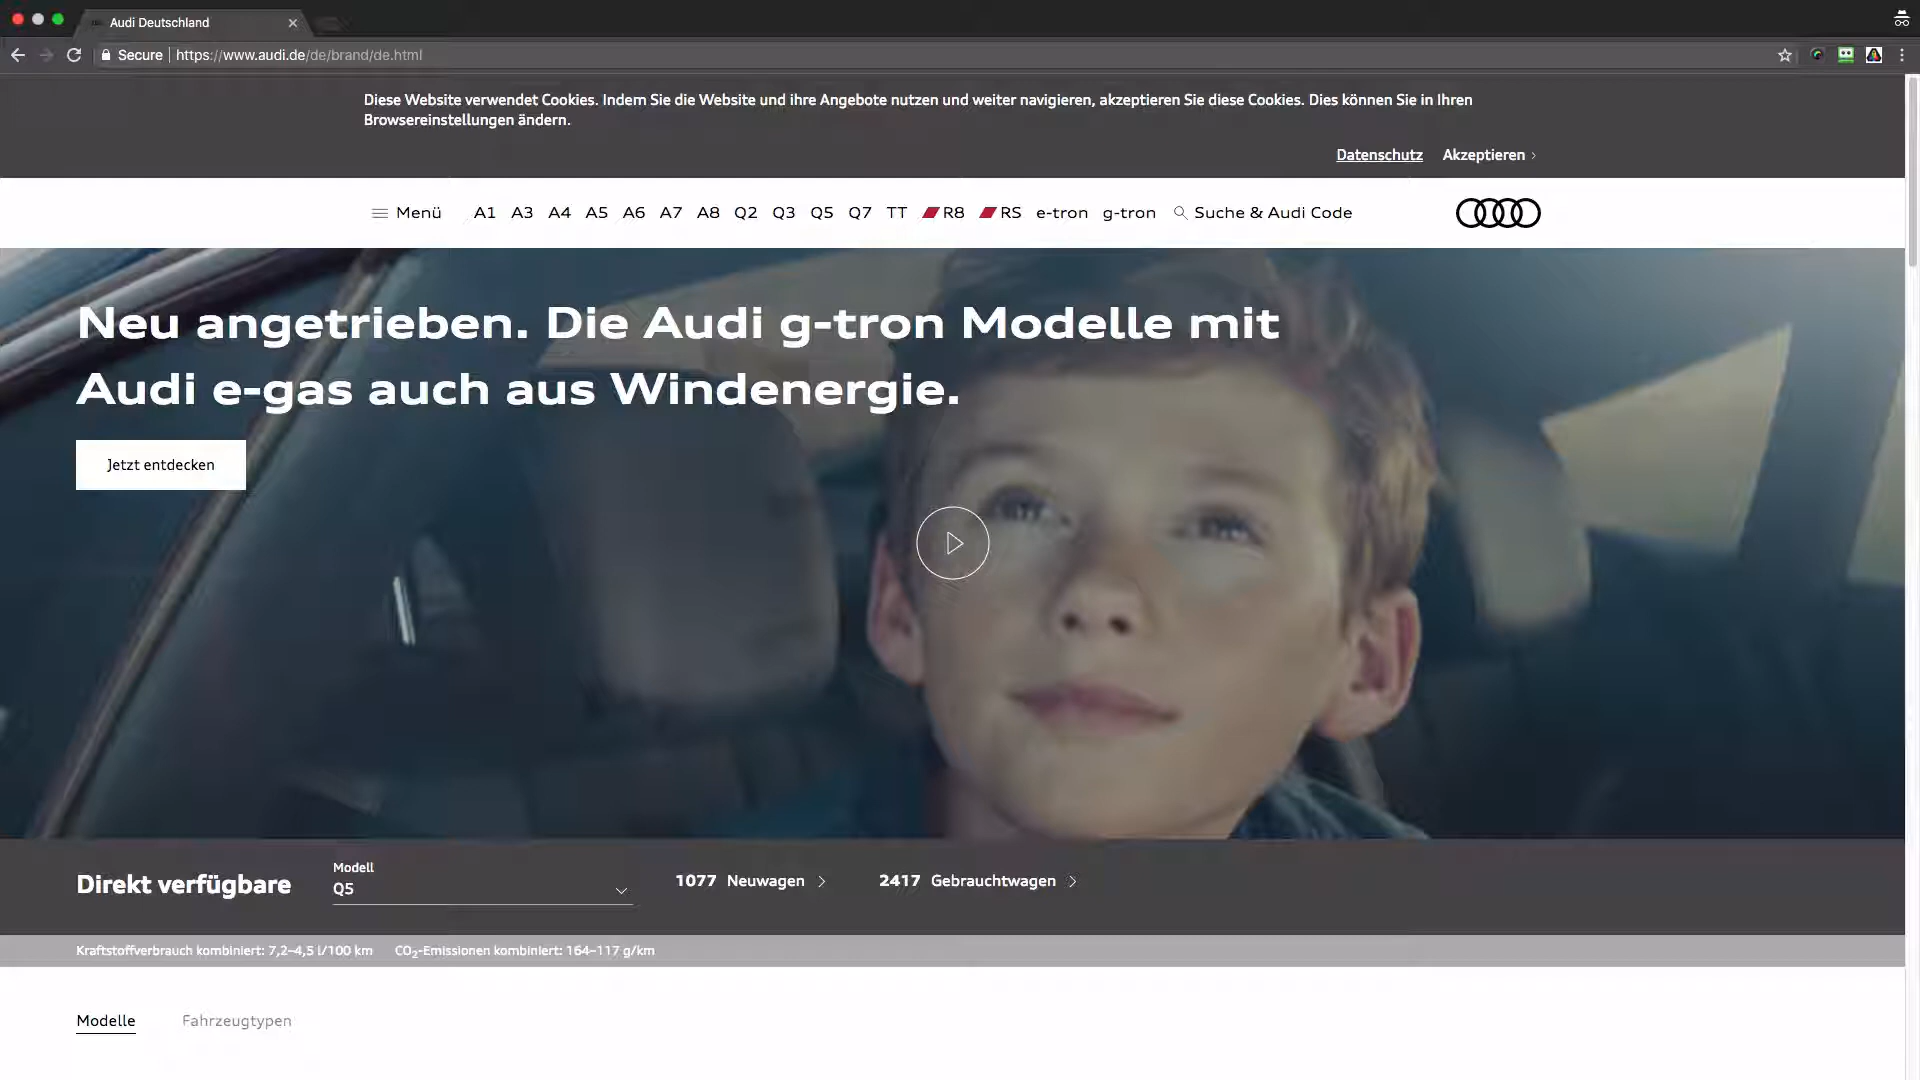 Audi Deutschland
Secure https://www.audi.de/de/brand/de.html
Diese Website verwendet Cookies. Indem Sie die Website und ihre Angebote nutzen und weiter navigieren, akzeptieren Sie diese Cookies. Dies können Sie in Ihren
Browsereinstellungen ändern.
Datenschutz Akzeptieren
Menü A1 A3 A4 A5 A6 A7 A8 Q2 Q3 Q5 Q7 TT R8 RS e-tron g-tron Suche & Audi Code
Neu angetrieben. Die Audi g-tron Modelle mit
Audi e-gas auch aus Windenergie.
Jetzt entdecken
Modell
Direkt verfügbare Q5 1077 Neuwagen 2417 Gebrauchtwagen
Kraftstoffverbrauch kombiniert: 7,2–4,5 l/100 km CO₂-Emissionen kombiniert: 164–117 g/km
Modelle Fahrzeugtypen